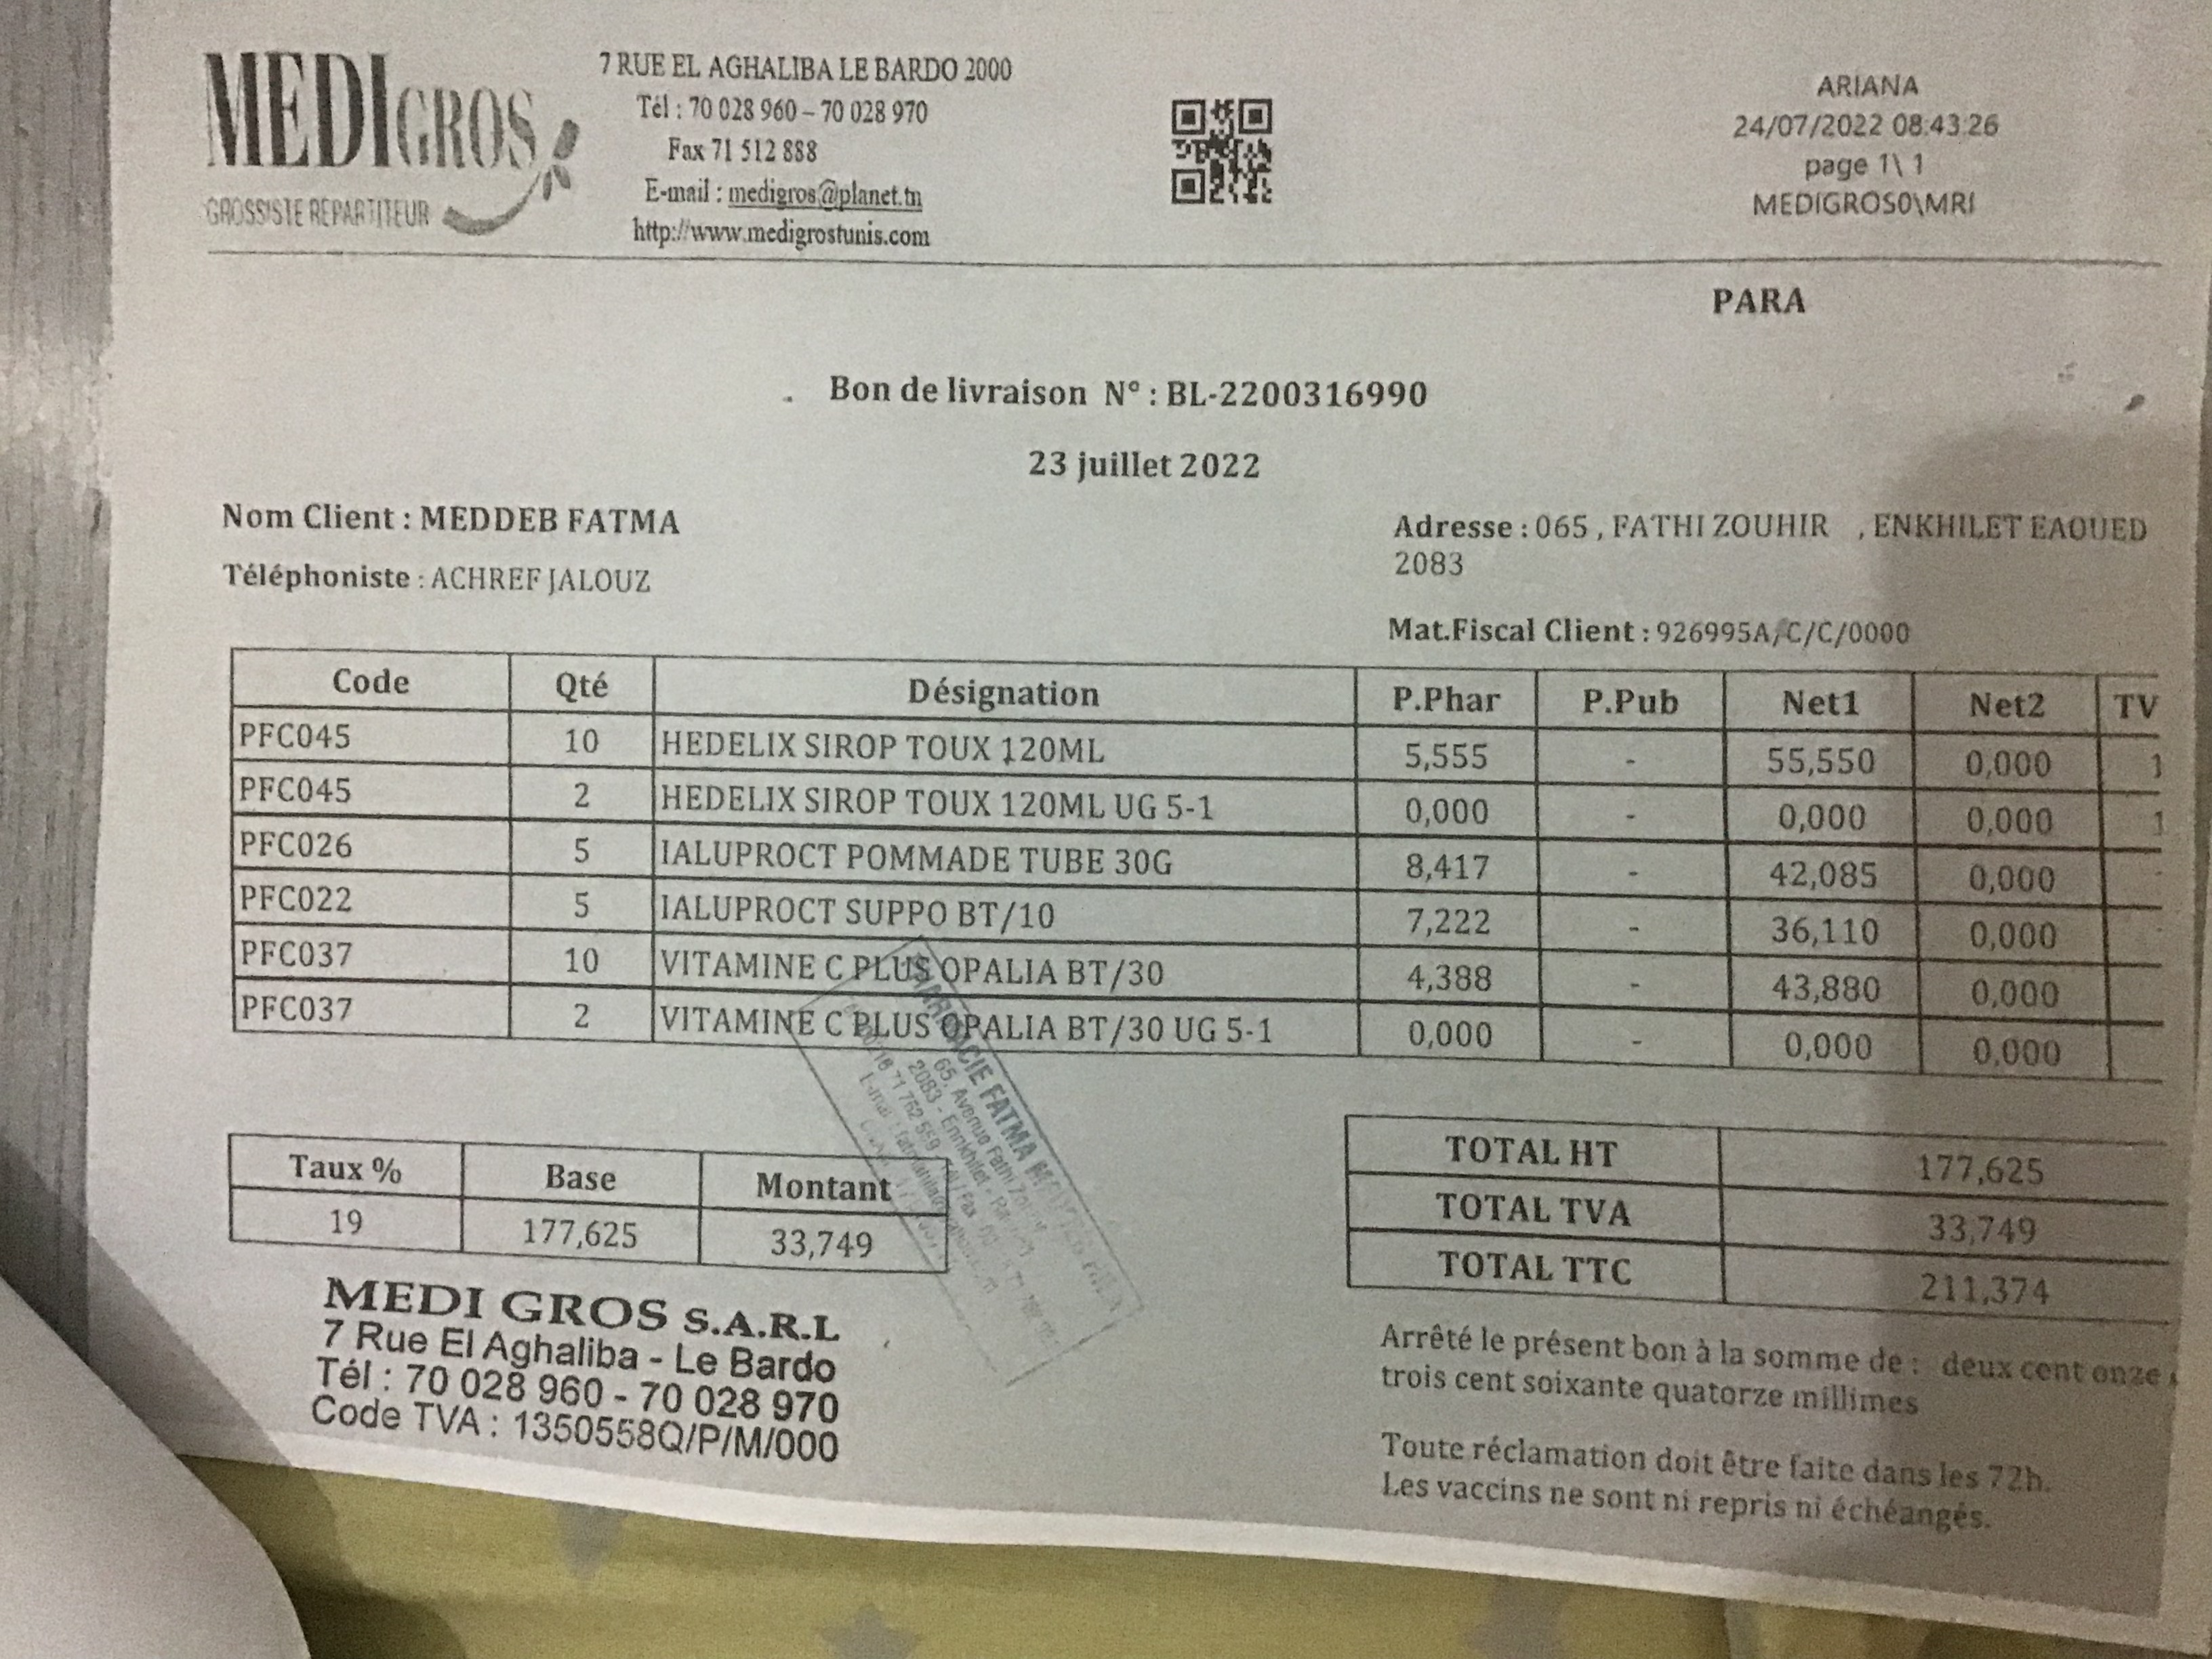 MEDIGROS
GROSSISTE REPARTITEUR
7 RUE EL AGHALIBA LE BARDO 2000
Tél : 70 028 960 – 70 028 970
Fax 71 512 888
E-mail : medigros@planet.tn
http://www.medigrostunis.com
ARIANA
24/07/2022 08:43:26
page 1\ 1
MEDIGROS0\MRI
PARA
Bon de livraison N° : BL-2200316990
23 juillet 2022
Nom Client : MEDDEB FATMA
Téléphoniste : ACHREF JALOUZ
Adresse : 065 , FATHI ZOUHIR , ENKHILET EAOUED
2083
Mat.Fiscal Client : 926995A/C/C/0000
Code Qté Désignation P.Phar P.Pub Net1 Net2 TV
PFC045 10 HEDELIX SIROP TOUX 120ML 5,555 - 55,550 0,000 1
PFC045 2 HEDELIX SIROP TOUX 120ML UG 5-1 0,000 - 0,000 0,000 1
PFC026 5 IALUPROCT POMMADE TUBE 30G 8,417 - 42,085 0,000
PFC022 5 IALUPROCT SUPPO BT/10 7,222 - 36,110 0,000
PFC037 10 VITAMINE C PLUS OPALIA BT/30 4,388 - 43,880 0,000
PFC037 2 VITAMINE C PLUS OPALIA BT/30 UG 5-1 0,000 - 0,000 0,000
Taux % Base Montant
19 177,625 33,749
TOTAL HT 177,625
TOTAL TVA 33,749
TOTAL TTC 211,374
PHARMACIE FATMA
65, Avenue Fathi
2083 - Ennkhilet
71 762 559
MEDI GROS S.A.R.L
7 Rue El Aghaliba - Le Bardo
Tél : 70 028 960 - 70 028 970
Code TVA : 1350558Q/P/M/000
Arrêté le présent bon à la somme de : deux cent onze
trois cent soixante quatorze millimes
Toute réclamation doit être faite dans les 72h.
Les vaccins ne sont ni repris ni échéangés.